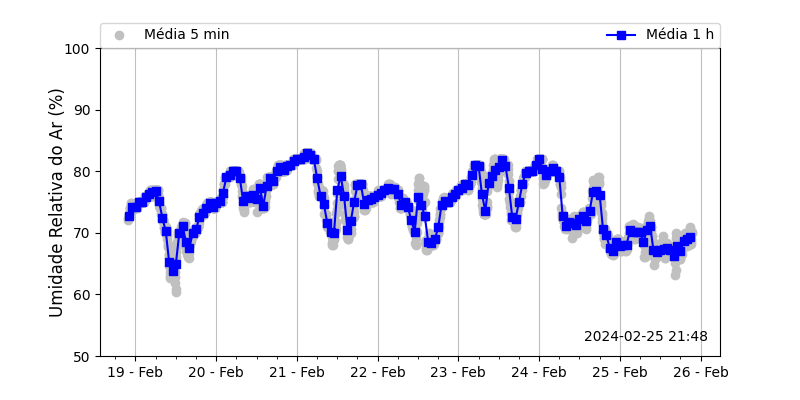 Média 5 min
Média 1 h
Umidade Relativa do Ar (%)
100
90
80
70
60
50
2024-02-25 21:48
19 - Feb
20 - Feb
21 - Feb
22 - Feb
23 - Feb
24 - Feb
25 - Feb
26 - Feb